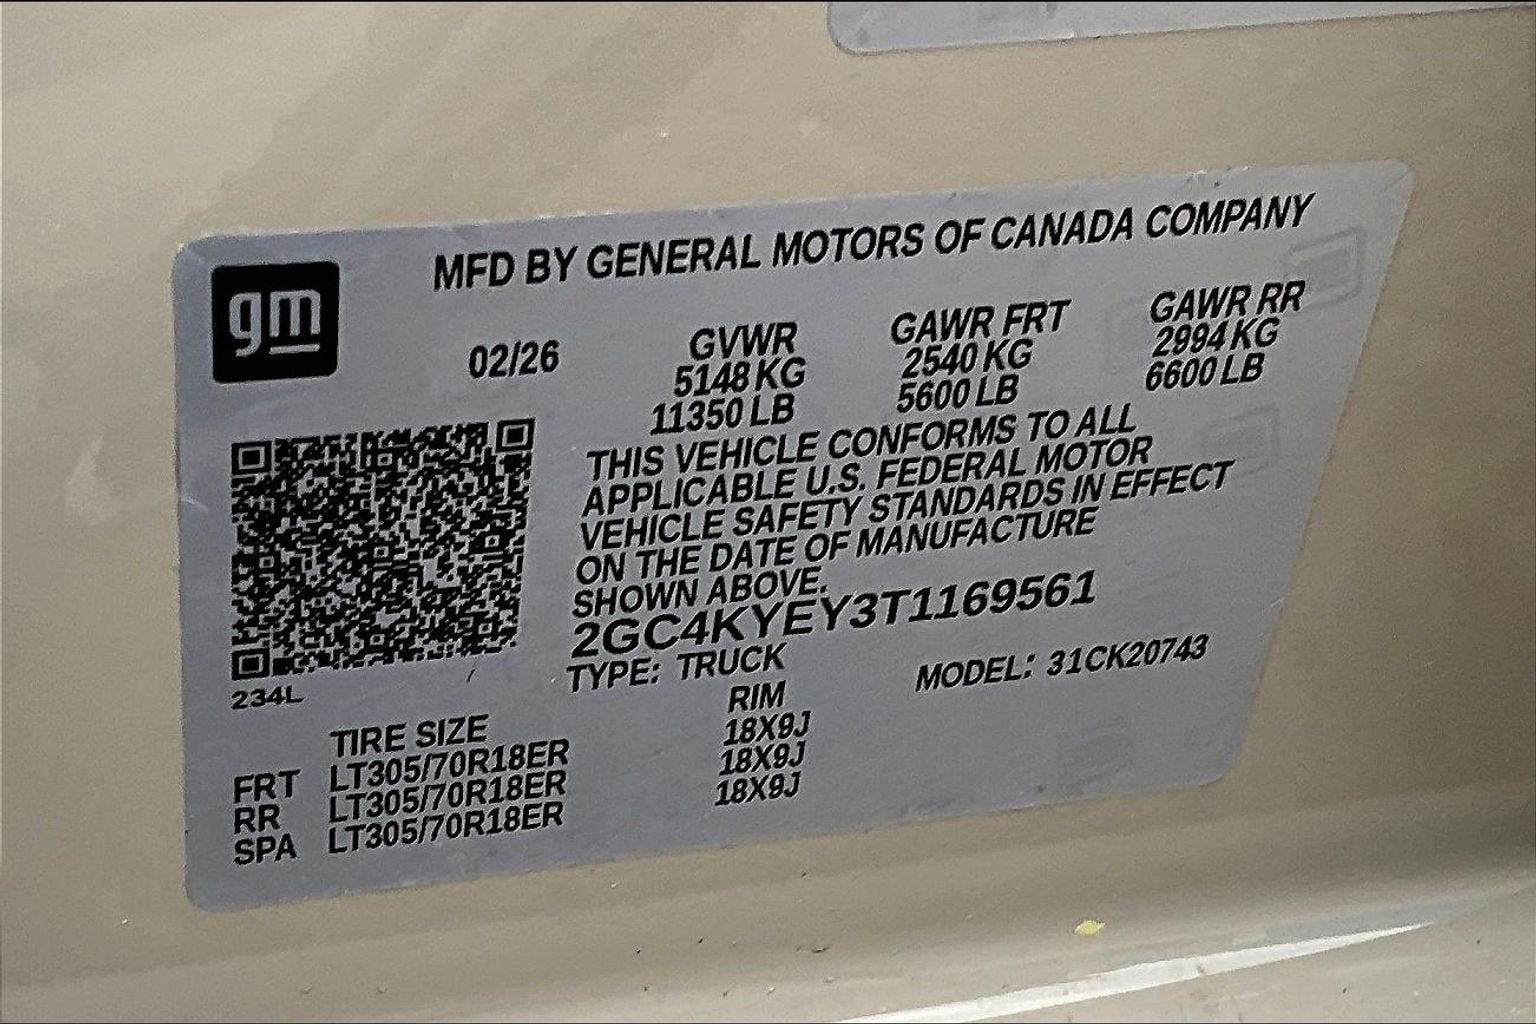 gm
MFD BY GENERAL MOTORS OF CANADA COMPANY
02/26 GVWR GAWR FRT GAWR RR
5148 KG 2540 KG 2994 KG
11350 LB 5600 LB 6600 LB
THIS VEHICLE CONFORMS TO ALL
APPLICABLE U.S. FEDERAL MOTOR
VEHICLE SAFETY STANDARDS IN EFFECT
ON THE DATE OF MANUFACTURE
SHOWN ABOVE.
2GC4KYEY3T1169561
TYPE: TRUCK MODEL: 31CK20743
234L
TIRE SIZE RIM
FRT LT305/70R18ER 18X9J
RR LT305/70R18ER 18X9J
SPA LT305/70R18ER 18X9J